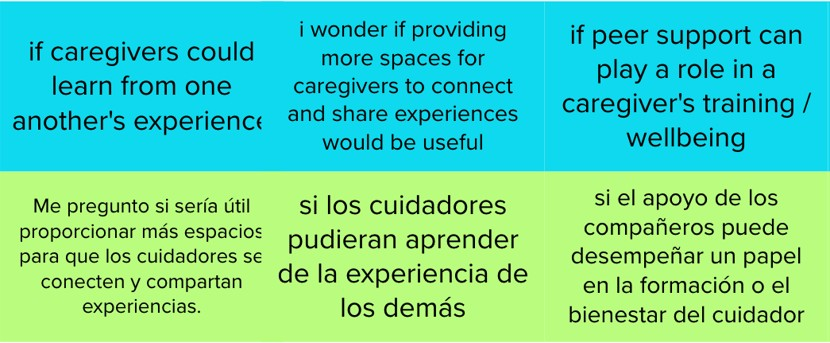 if caregivers could
learn from one
another's experience
i wonder if providing
more spaces for
caregivers to connect
and share experiences
would be useful
if peer support can
play a role in a
caregiver's training /
wellbeing
Me pregunto si sería útil
proporcionar más espacios
para que los cuidadores se
conecten y compartan
experiencias.
si los cuidadores
pudieran aprender
de la experiencia de
los demás
si el apoyo de los
compañeros puede
desempeñar un papel
en la formación o el
bienestar del cuidador